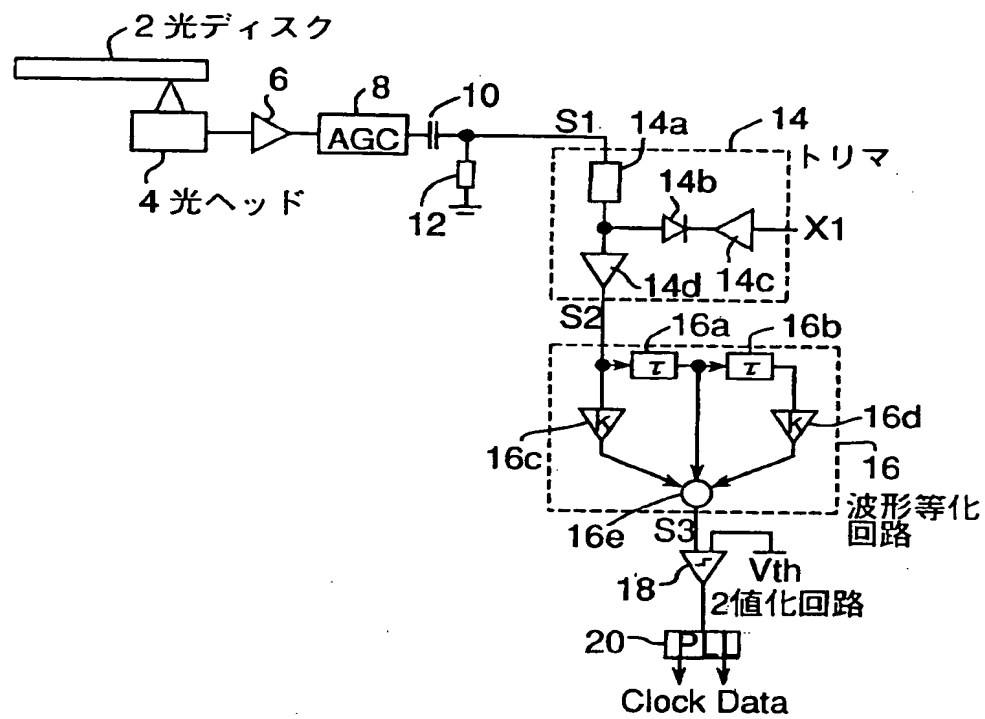 2 光ディスク
6
8
10
AGC
S1
14
14a
トリマ
14b
4 光ヘッド
12
X1
14c
14d
S2
16a
16b
τ
τ
K
K
16d
16c
16
16e
S3
波形等化
回路
18
Vth
2値化回路
20
PLL
Clock Data